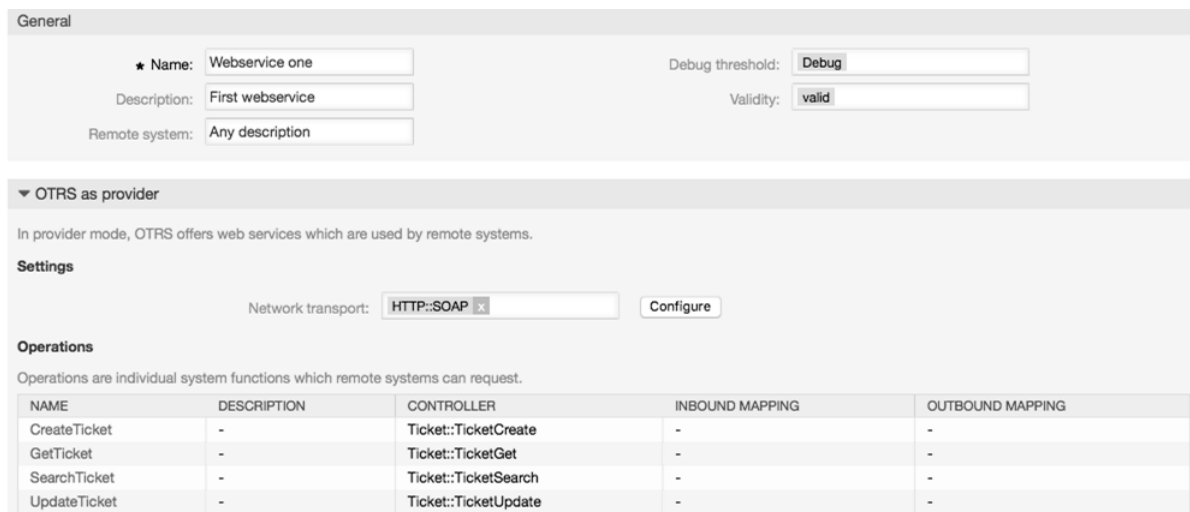 General
★ Name: Webservice one Debug threshold: Debug
Description: First webservice Validity: valid
Remote system: Any description
▼ OTRS as provider
In provider mode, OTRS offers web services which are used by remote systems.
Settings
Network transport: HTTP::SOAP x Configure
Operations
Operations are individual system functions which remote systems can request.
NAME DESCRIPTION CONTROLLER INBOUND MAPPING OUTBOUND MAPPING
CreateTicket - Ticket::TicketCreate - -
GetTicket - Ticket::TicketGet - -
SearchTicket - Ticket::TicketSearch - -
UpdateTicket - Ticket::TicketUpdate - -